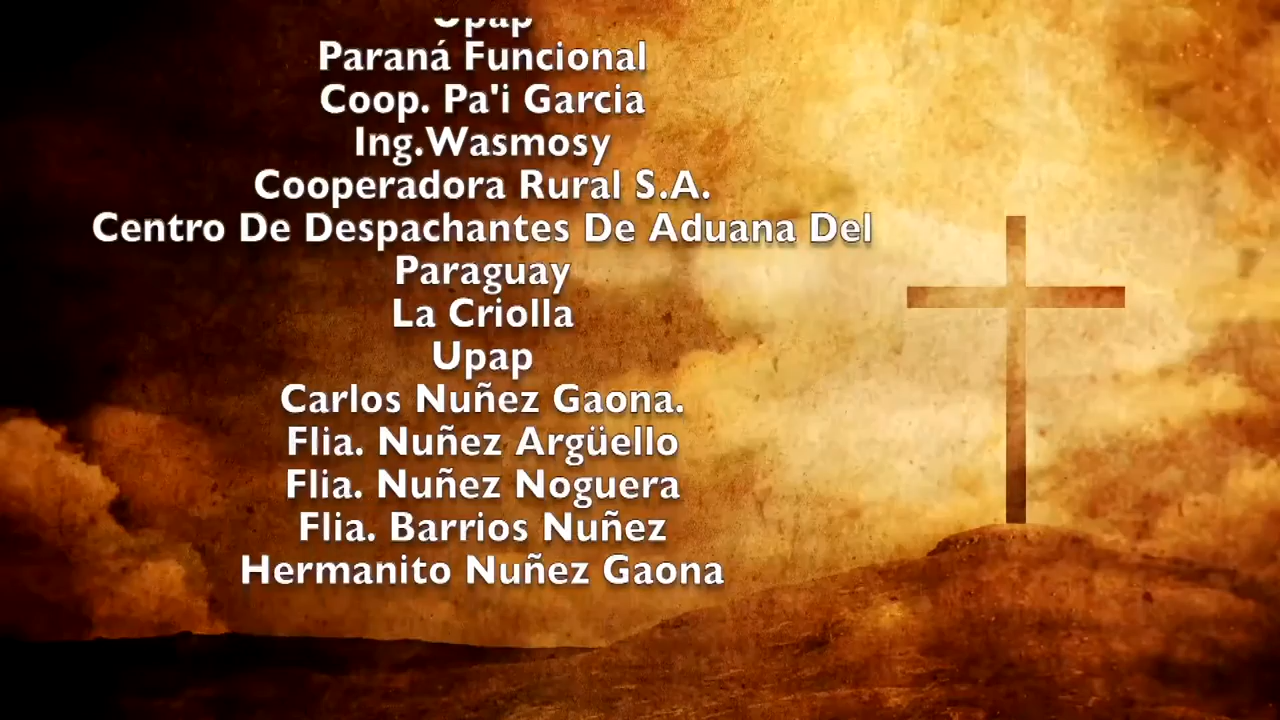 Upap
Paraná Funcional
Coop. Pa'i Garcia
Ing.Wasmosy
Cooperadora Rural S.A.
Centro De Despachantes De Aduana Del
Paraguay
La Criolla
Upap
Carlos Nuñez Gaona.
Flia. Nuñez Argüello
Flia. Nuñez Noguera
Flia. Barrios Nuñez
Hermanito Nuñez Gaona